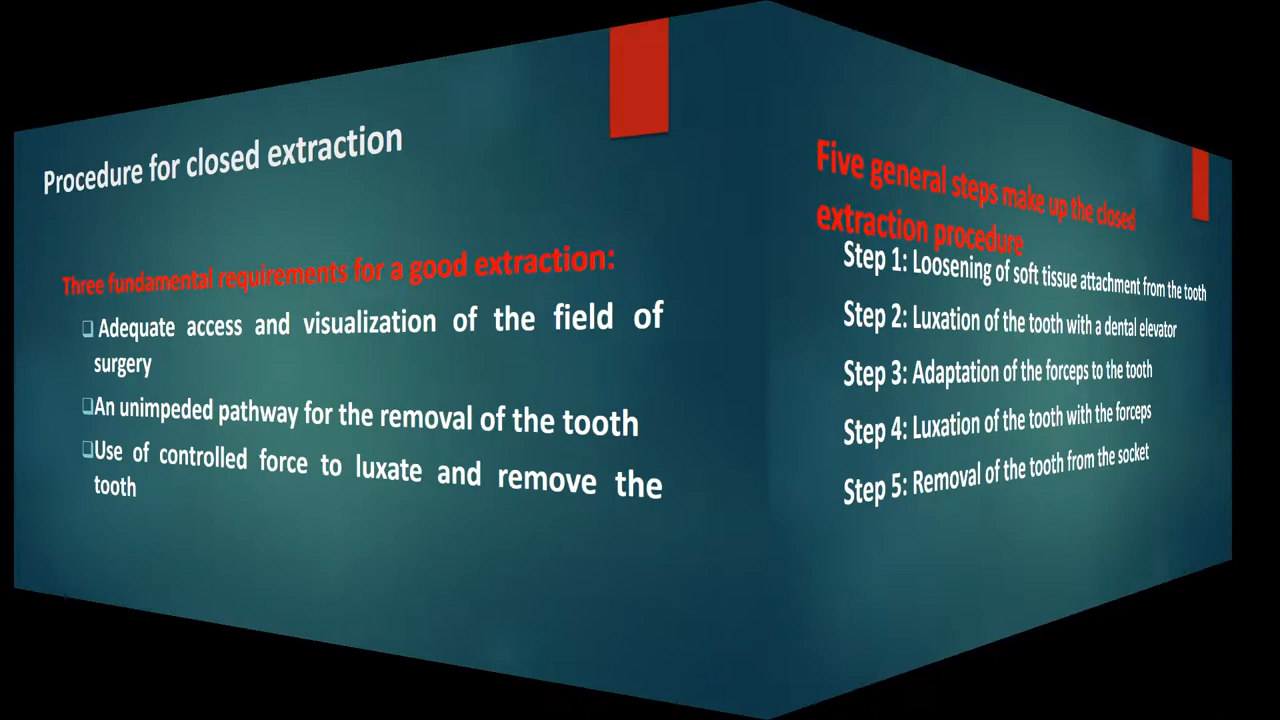 Procedure for closed extraction
Three fundamental requirements for a good extraction:
❑ Adequate access and visualization of the field of
surgery
❑An unimpeded pathway for the removal of the tooth
❑Use of controlled force to luxate and remove the
tooth
Five general steps make up the closed
extraction procedure
Step 1: Loosening of soft tissue attachment from the tooth
Step 2: Luxation of the tooth with a dental elevator
Step 3: Adaptation of the forceps to the tooth
Step 4: Luxation of the tooth with the forceps
Step 5: Removal of the tooth from the socket